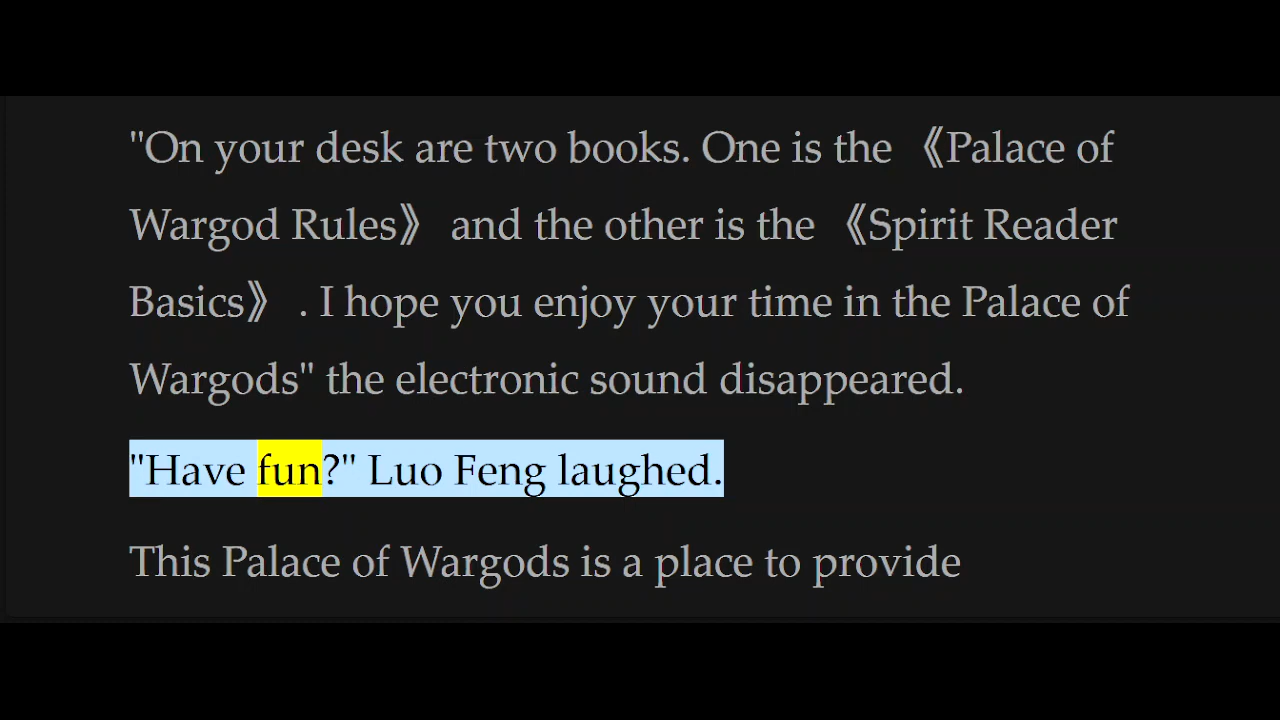 "On your desk are two books. One is the 《Palace of
Wargod Rules》 and the other is the 《Spirit Reader
Basics》 . I hope you enjoy your time in the Palace of
Wargods" the electronic sound disappeared.
"Have fun?" Luo Feng laughed.
This Palace of Wargods is a place to provide